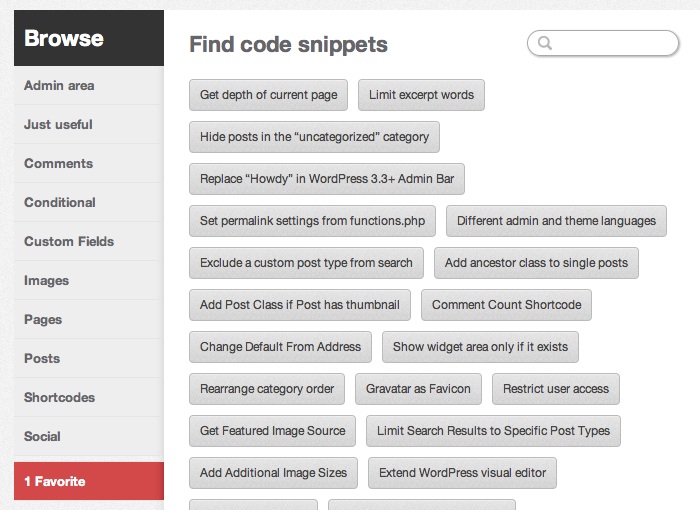 Browse
Admin area
Just useful
Comments
Conditional
Custom Fields
Images
Pages
Posts
Shortcodes
Social
1 Favorite
Find code snippets
Get depth of current page
Limit excerpt words
Hide posts in the “uncategorized” category
Replace “Howdy” in WordPress 3.3+ Admin Bar
Set permalink settings from functions.php
Different admin and theme languages
Exclude a custom post type from search
Add ancestor class to single posts
Add Post Class if Post has thumbnail
Comment Count Shortcode
Change Default From Address
Show widget area only if it exists
Rearrange category order
Gravatar as Favicon
Restrict user access
Get Featured Image Source
Limit Search Results to Specific Post Types
Add Additional Image Sizes
Extend WordPress visual editor